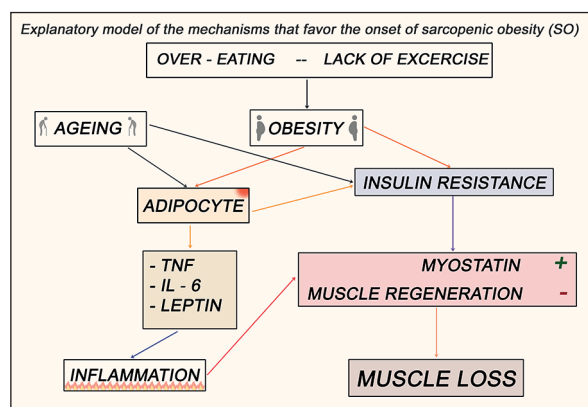 Explanatory model of the mechanisms that favor the onset of sarcopenic obesity (SO)
OVER - EATING -- LACK OF EXCERCISE
AGEING
OBESITY
INSULIN RESISTANCE
ADIPOCYTE
- TNF
- IL - 6
- LEPTIN
MYOSTATIN +
MUSCLE REGENERATION -
INFLAMMATION
MUSCLE LOSS